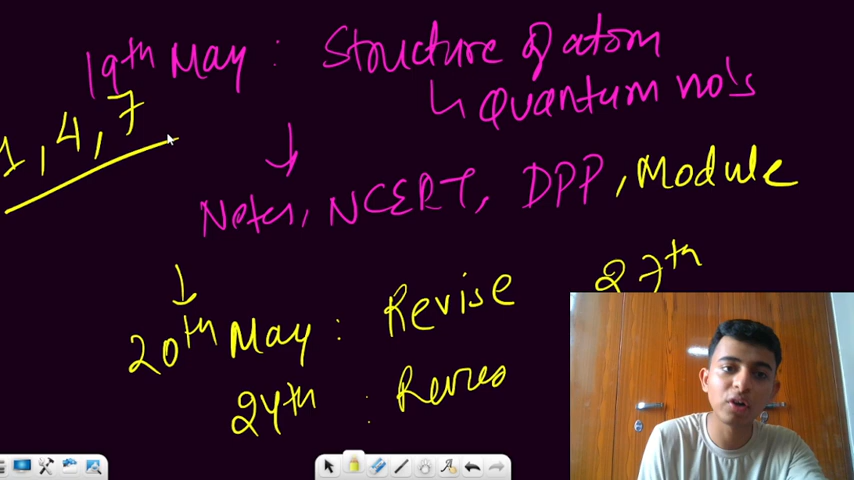 19th May : Structure of atom
↳ Quantum no's
1, 4, 7
Notes, NCERT, DPP, Module
20th May : Revise
27th
24th :